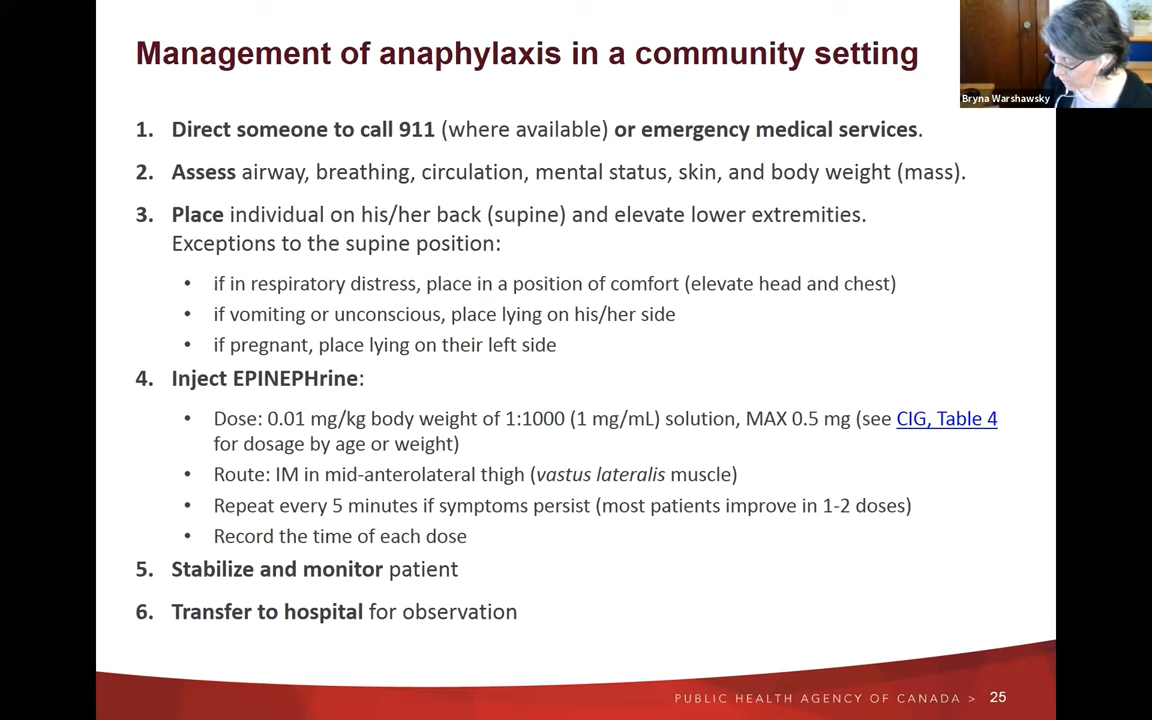 Management of anaphylaxis in a community setting
Bryna Warshawsky
1. Direct someone to call 911 (where available) or emergency medical services.
2. Assess airway, breathing, circulation, mental status, skin, and body weight (mass).
3. Place individual on his/her back (supine) and elevate lower extremities.
Exceptions to the supine position:
• if in respiratory distress, place in a position of comfort (elevate head and chest)
• if vomiting or unconscious, place lying on his/her side
• if pregnant, place lying on their left side
4. Inject EPINEPHrine:
• Dose: 0.01 mg/kg body weight of 1:1000 (1 mg/mL) solution, MAX 0.5 mg (see CIG, Table 4
for dosage by age or weight)
• Route: IM in mid-anterolateral thigh (vastus lateralis muscle)
• Repeat every 5 minutes if symptoms persist (most patients improve in 1-2 doses)
• Record the time of each dose
5. Stabilize and monitor patient
6. Transfer to hospital for observation
PUBLIC HEALTH AGENCY OF CANADA > 25